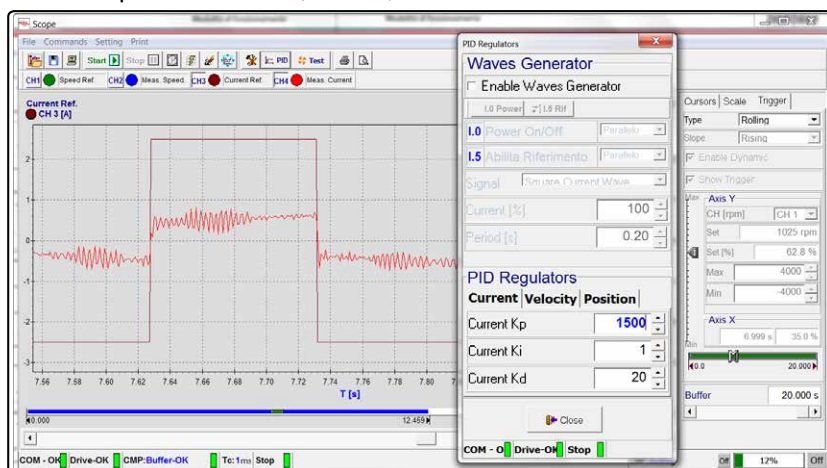 Scope
File Commands Setting Print
Start Stop PID Test
CH1 Speed Ref. CH2 Meas. Speed. CH3 Current Ref. CH4 Meas. Current
Current Ref.
CH 3 [A]
2
1
0
-1
-2
-3
7.56 7.58 7.60 7.62 7.64 7.66 7.68 7.70 7.72 7.74 7.76 7.78 7.80
T [s]
0.000 12.459
COM - OK Drive-OK CMP:Buffer-OK Tc:1ms Stop
PID Regulators
Waves Generator
Enable Waves Generator
I.0 Power I.5 Rif
I.0 Power On/Off Parallelo
I.5 Abilita Riferimento Parallelo
Signal Square Current Wave
Current [%] 100
Period [s] 0.20
PID Regulators
Current Velocity Position
Current Kp 1500
Current Ki 1
Current Kd 20
Close
COM - O Drive-OK Stop
Cursors Scale Trigger
Type Rolling
Slope Rising
Enable Dynamic
Show Trigger
Max
Axis Y
CH [rpm] CH 1
Set 1025 rpm
Set [%] 62.8 %
Max 4000
Min -4000
Axis X
Min 6.999 s 35.0 %
0.0 20.000
Buffer 20.000 s
Off 12% Off